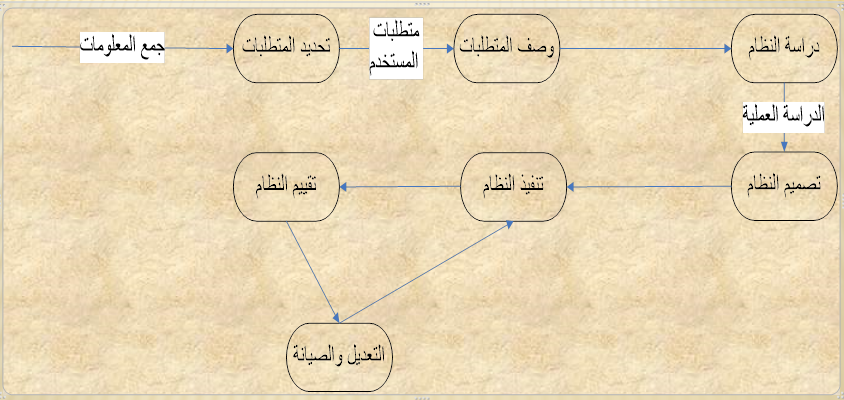 جمع المعلومات
تحديد المتطلبات
متطلبات
المستخدم
وصف المتطلبات
دراسة النظام
الدراسة العملية
تصميم النظام
تنفيذ النظام
تقييم النظام
التعديل والصيانة